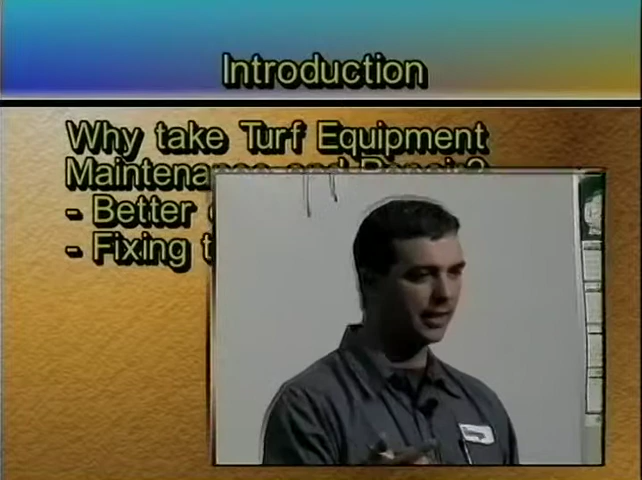 Introduction
Why take Turf Equipment
Maintenance and Repair?
- Better
- Fixing